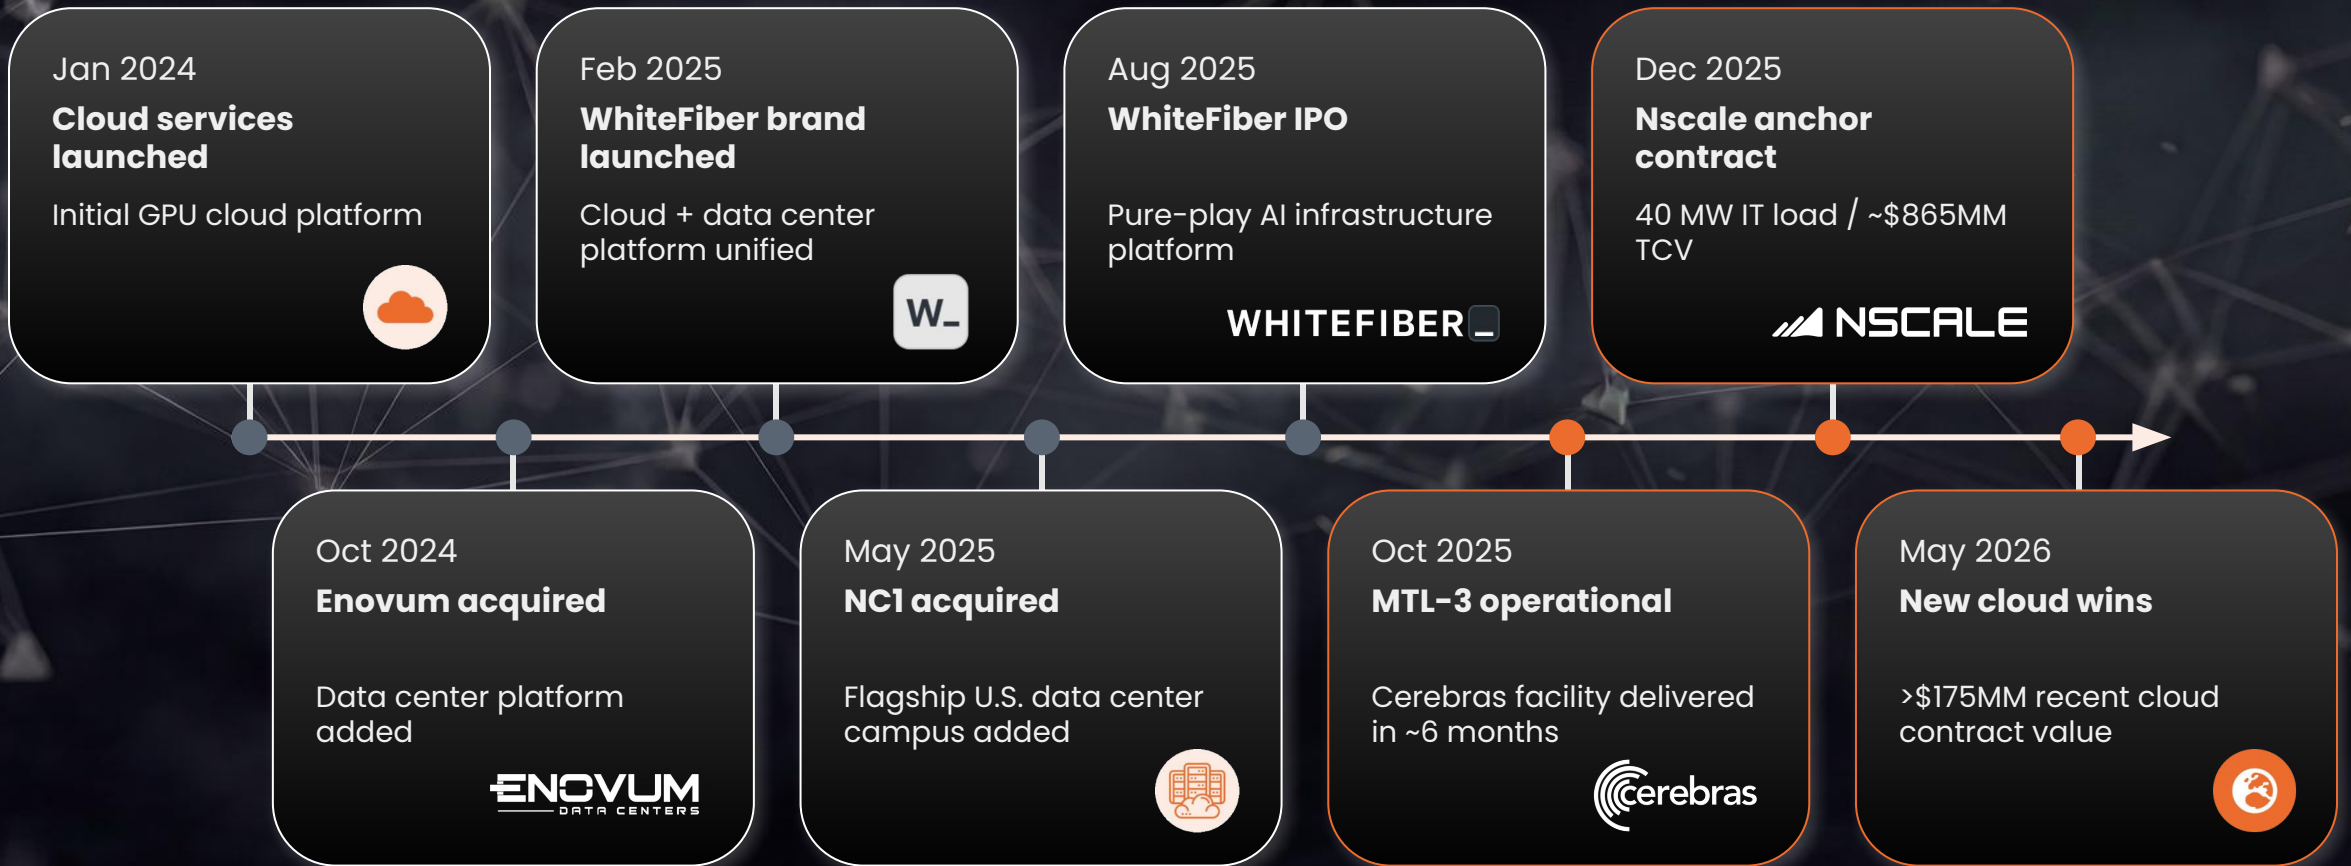 Jan 2024
Cloud services
launched
Initial GPU cloud platform
Feb 2025
WhiteFiber brand
launched
Cloud + data center
platform unified
W_
Aug 2025
WhiteFiber IPO
Pure-play AI infrastructure
platform
WHITEFIBER_
Dec 2025
Nscale anchor
contract
40 MW IT load / ~$865MM
TCV
NSCALE
Oct 2024
Enovum acquired
Data center platform
added
ENOVUM
DATA CENTERS
May 2025
NC1 acquired
Flagship U.S. data center
campus added
Oct 2025
MTL-3 operational
Cerebras facility delivered
in ~6 months
cerebras
May 2026
New cloud wins
>$175MM recent cloud
contract value